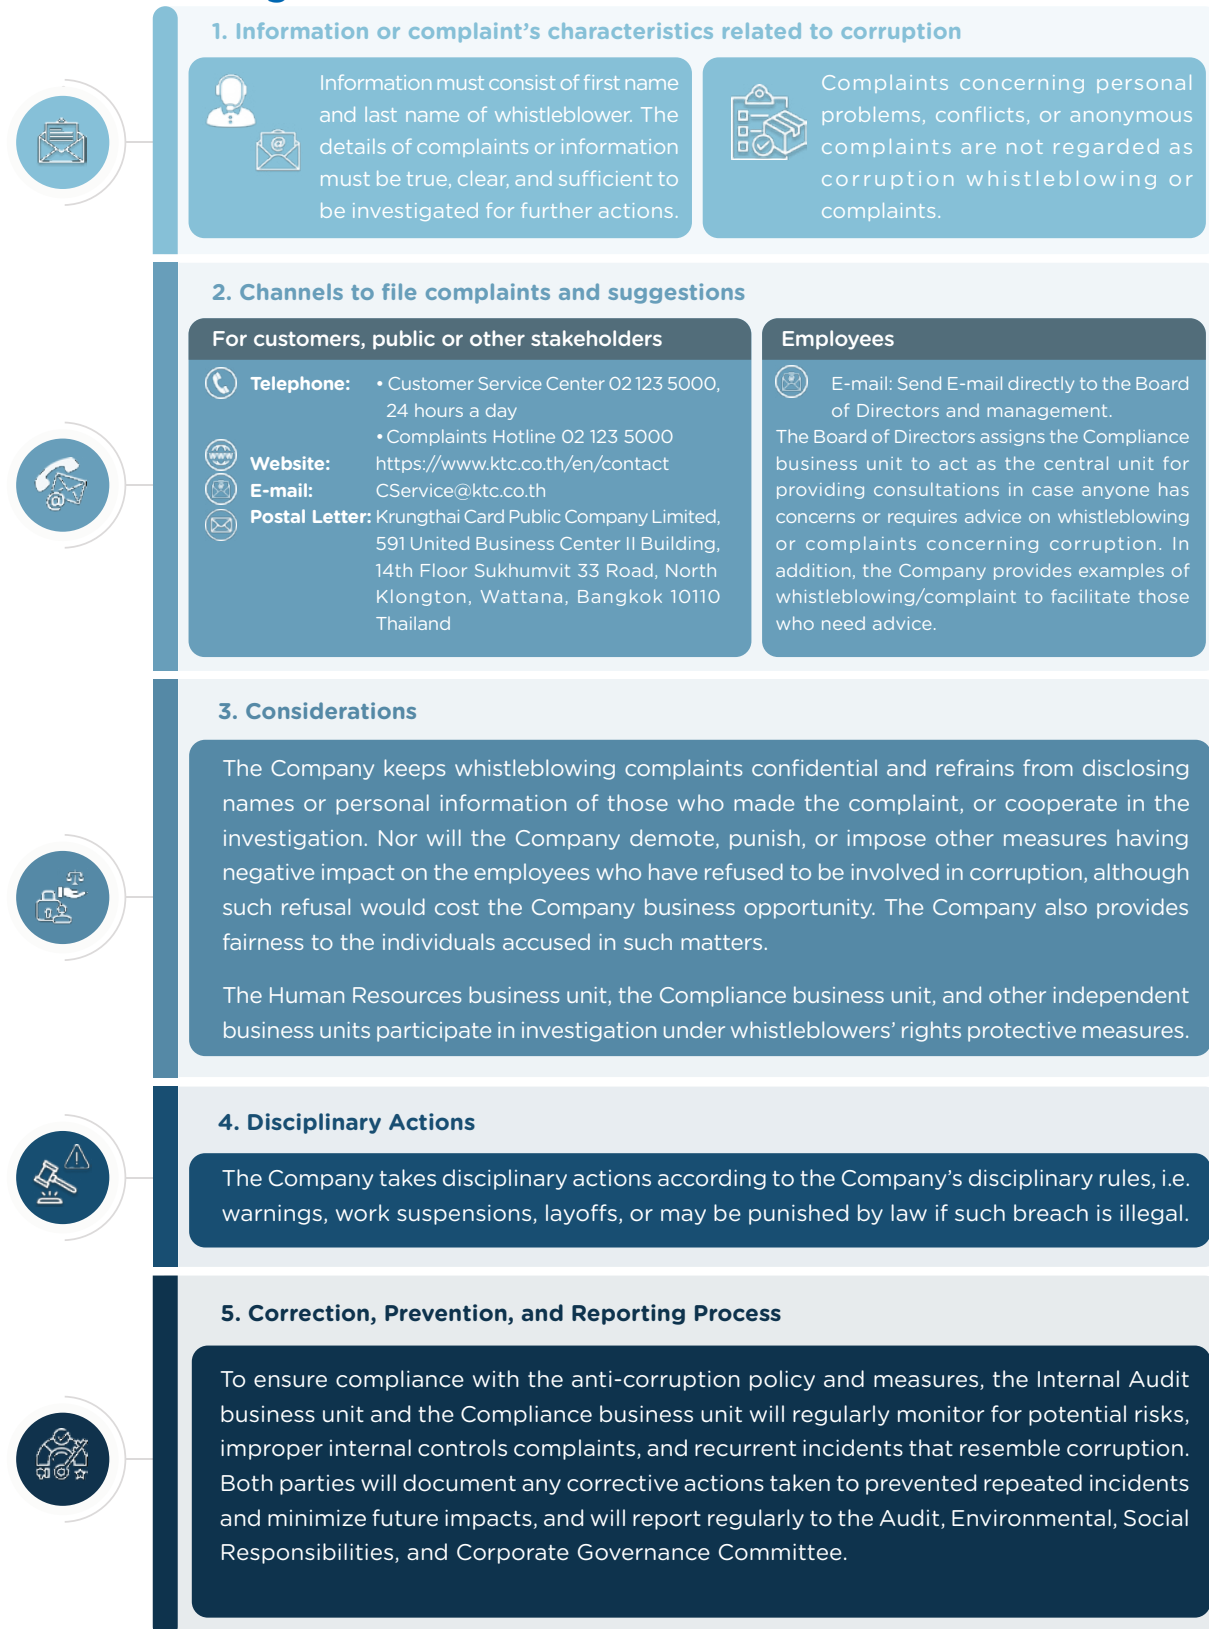 1. Information or complaint's characteristics related to corruption
Information must consist of first name
and last name of whistleblower. The
details of complaints or information
must be true, clear, and sufficient to
be investigated for further actions.
Complaints concerning personal
problems, conflicts, or anonymous
complaints are not regarded as
corruption whistleblowing or
complaints.
2. Channels to file complaints and suggestions
For customers, public or other stakeholders
Telephone: • Customer Service Center 02 123 5000,
24 hours a day
• Complaints Hotline 02 123 5000
www
Website: https://www.ktc.co.th/en/contact
E-mail: CService@ktc.co.th
Postal Letter: Krungthai Card Public Company Limited,
591 United Business Center II Building,
14th Floor Sukhumvit 33 Road, North
Klongton, Wattana, Bangkok 10110
Thailand
Employees
E-mail: Send E-mail directly to the Board
of Directors and management.
The Board of Directors assigns the Compliance
business unit to act as the central unit for
providing consultations in case anyone has
concerns or requires advice on whistleblowing
or complaints concerning corruption. In
addition, the Company provides examples of
whistleblowing/complaint to facilitate those
who need advice.
3. Considerations
The Company keeps whistleblowing complaints confidential and refrains from disclosing
names or personal information of those who made the complaint, or cooperate in the
investigation. Nor will the Company demote, punish, or impose other measures having
negative impact on the employees who have refused to be involved in corruption, although
such refusal would cost the Company business opportunity. The Company also provides
fairness to the individuals accused in such matters.
The Human Resources business unit, the Compliance business unit, and other independent
business units participate in investigation under whistleblowers' rights protective measures.
4. Disciplinary Actions
The Company takes disciplinary actions according to the Company's disciplinary rules, i.e.
warnings, work suspensions, layoffs, or may be punished by law if such breach is illegal.
5. Correction, Prevention, and Reporting Process
To ensure compliance with the anti-corruption policy and measures, the Internal Audit
business unit and the Compliance business unit will regularly monitor for potential risks,
improper internal controls complaints, and recurrent incidents that resemble corruption.
Both parties will document any corrective actions taken to prevented repeated incidents
and minimize future impacts, and will report regularly to the Audit, Environmental, Social
Responsibilities, and Corporate Governance Committee.